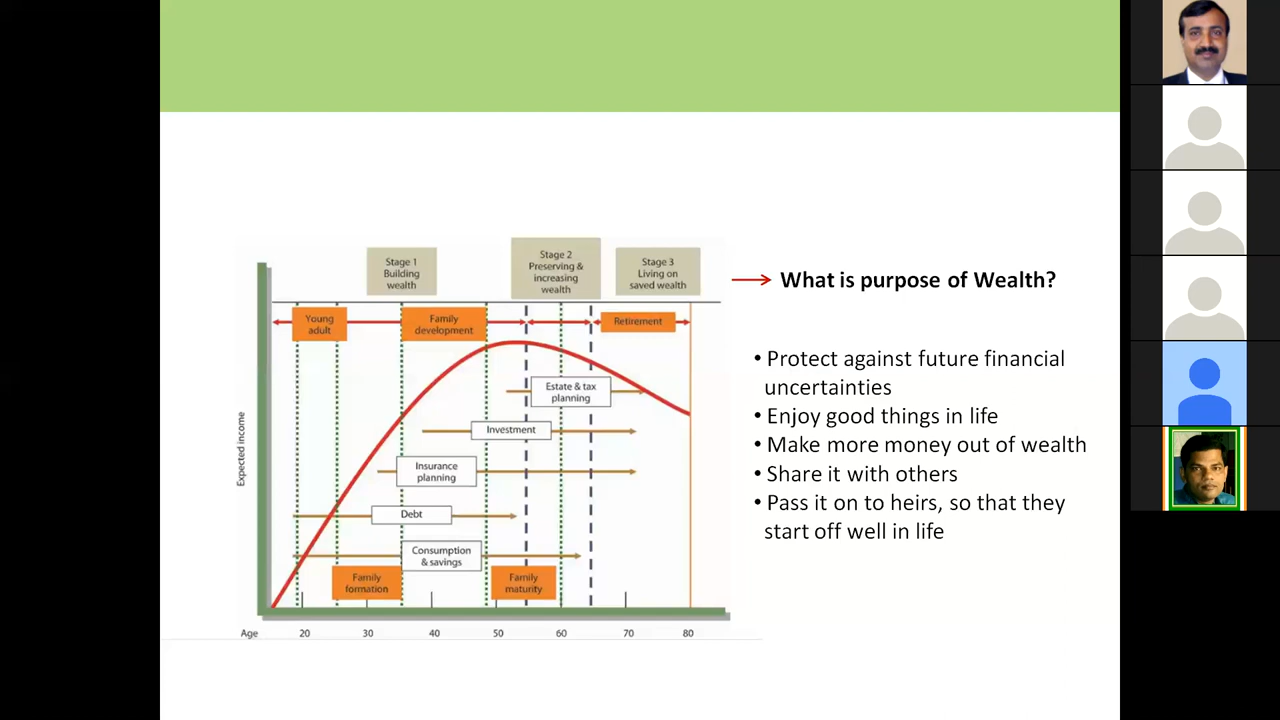 Stage 1
Building
wealth
Stage 2
Preserving &
increasing
wealth
Stage 3
Living on
saved wealth
Young
adult
Family
development
Retirement
Estate & tax
planning
Investment
Insurance
planning
Debt
Consumption
& savings
Family
formation
Family
maturity
Expected income
Age 20 30 40 50 60 70 80
What is purpose of Wealth?
• Protect against future financial
uncertainties
• Enjoy good things in life
• Make more money out of wealth
• Share it with others
• Pass it on to heirs, so that they
start off well in life